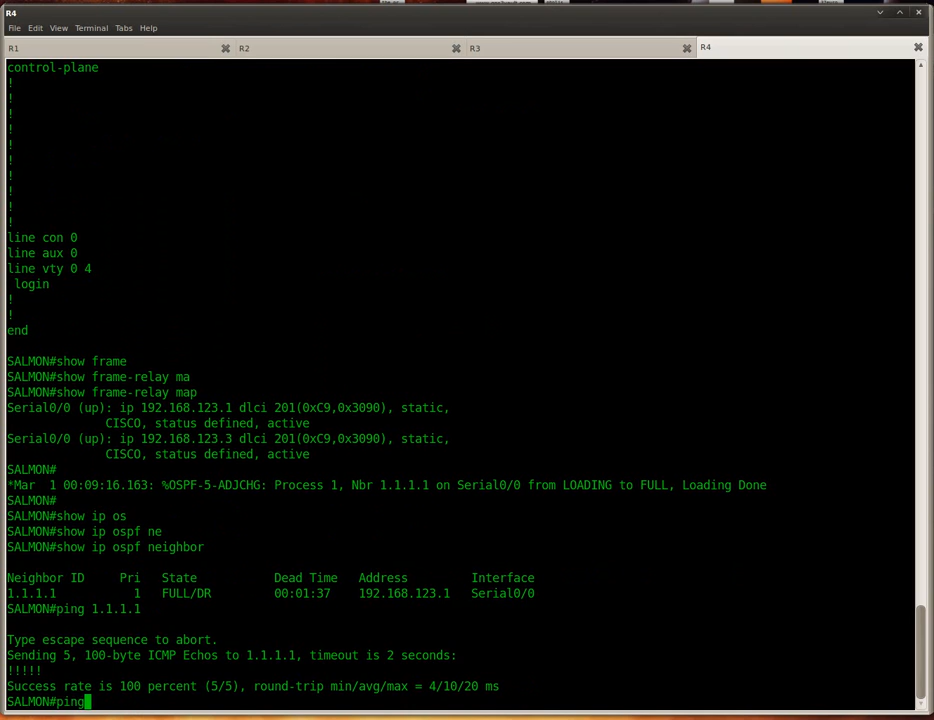 R4
File Edit View Terminal Tabs Help
R1 R2 R3 R4
control-plane
!
!
!
!
!
!
!
!
!
!
line con 0
line aux 0
line vty 0 4
 login
!
!
end
SALMON#show frame
SALMON#show frame-relay ma
SALMON#show frame-relay map
Serial0/0 (up): ip 192.168.123.1 dlci 201(0xC9,0x3090), static,
              CISCO, status defined, active
Serial0/0 (up): ip 192.168.123.3 dlci 201(0xC9,0x3090), static,
              CISCO, status defined, active
SALMON#
*Mar  1 00:09:16.163: %OSPF-5-ADJCHG: Process 1, Nbr 1.1.1.1 on Serial0/0 from LOADING to FULL, Loading Done
SALMON#
SALMON#show ip os
SALMON#show ip ospf ne
SALMON#show ip ospf neighbor
Neighbor ID     Pri   State           Dead Time   Address         Interface
1.1.1.1           1   FULL/DR         00:01:37    192.168.123.1   Serial0/0
SALMON#ping 1.1.1.1
Type escape sequence to abort.
Sending 5, 100-byte ICMP Echos to 1.1.1.1, timeout is 2 seconds:
!!!!!
Success rate is 100 percent (5/5), round-trip min/avg/max = 4/10/20 ms
SALMON#ping